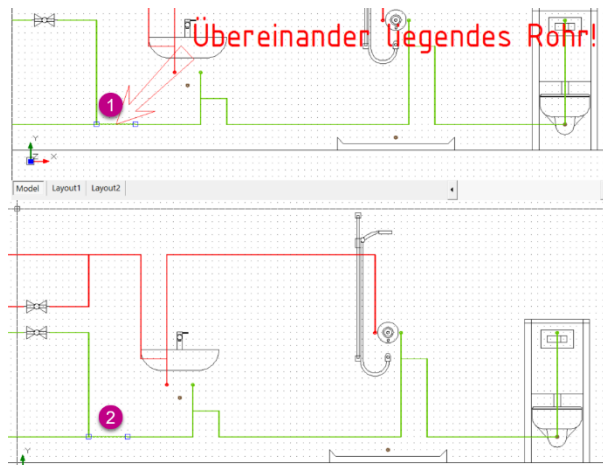 Übereinander liegendes Rohr!
1
Y
Z X
Model Layout1 Layout2
2
Y